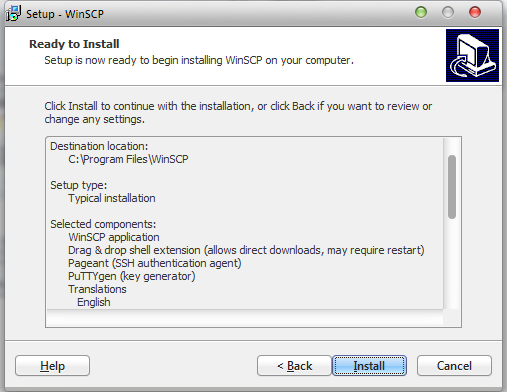 Setup - WinSCP
Ready to Install
Setup is now ready to begin installing WinSCP on your computer.
Click Install to continue with the installation, or click Back if you want to review or
change any settings.
Destination location:
C:\Program Files\WinSCP
Setup type:
Typical installation
Selected components:
WinSCP application
Drag & drop shell extension (allows direct downloads, may require restart)
Pageant (SSH authentication agent)
PuTTYgen (key generator)
Translations
English
Help
< Back
Install
Cancel